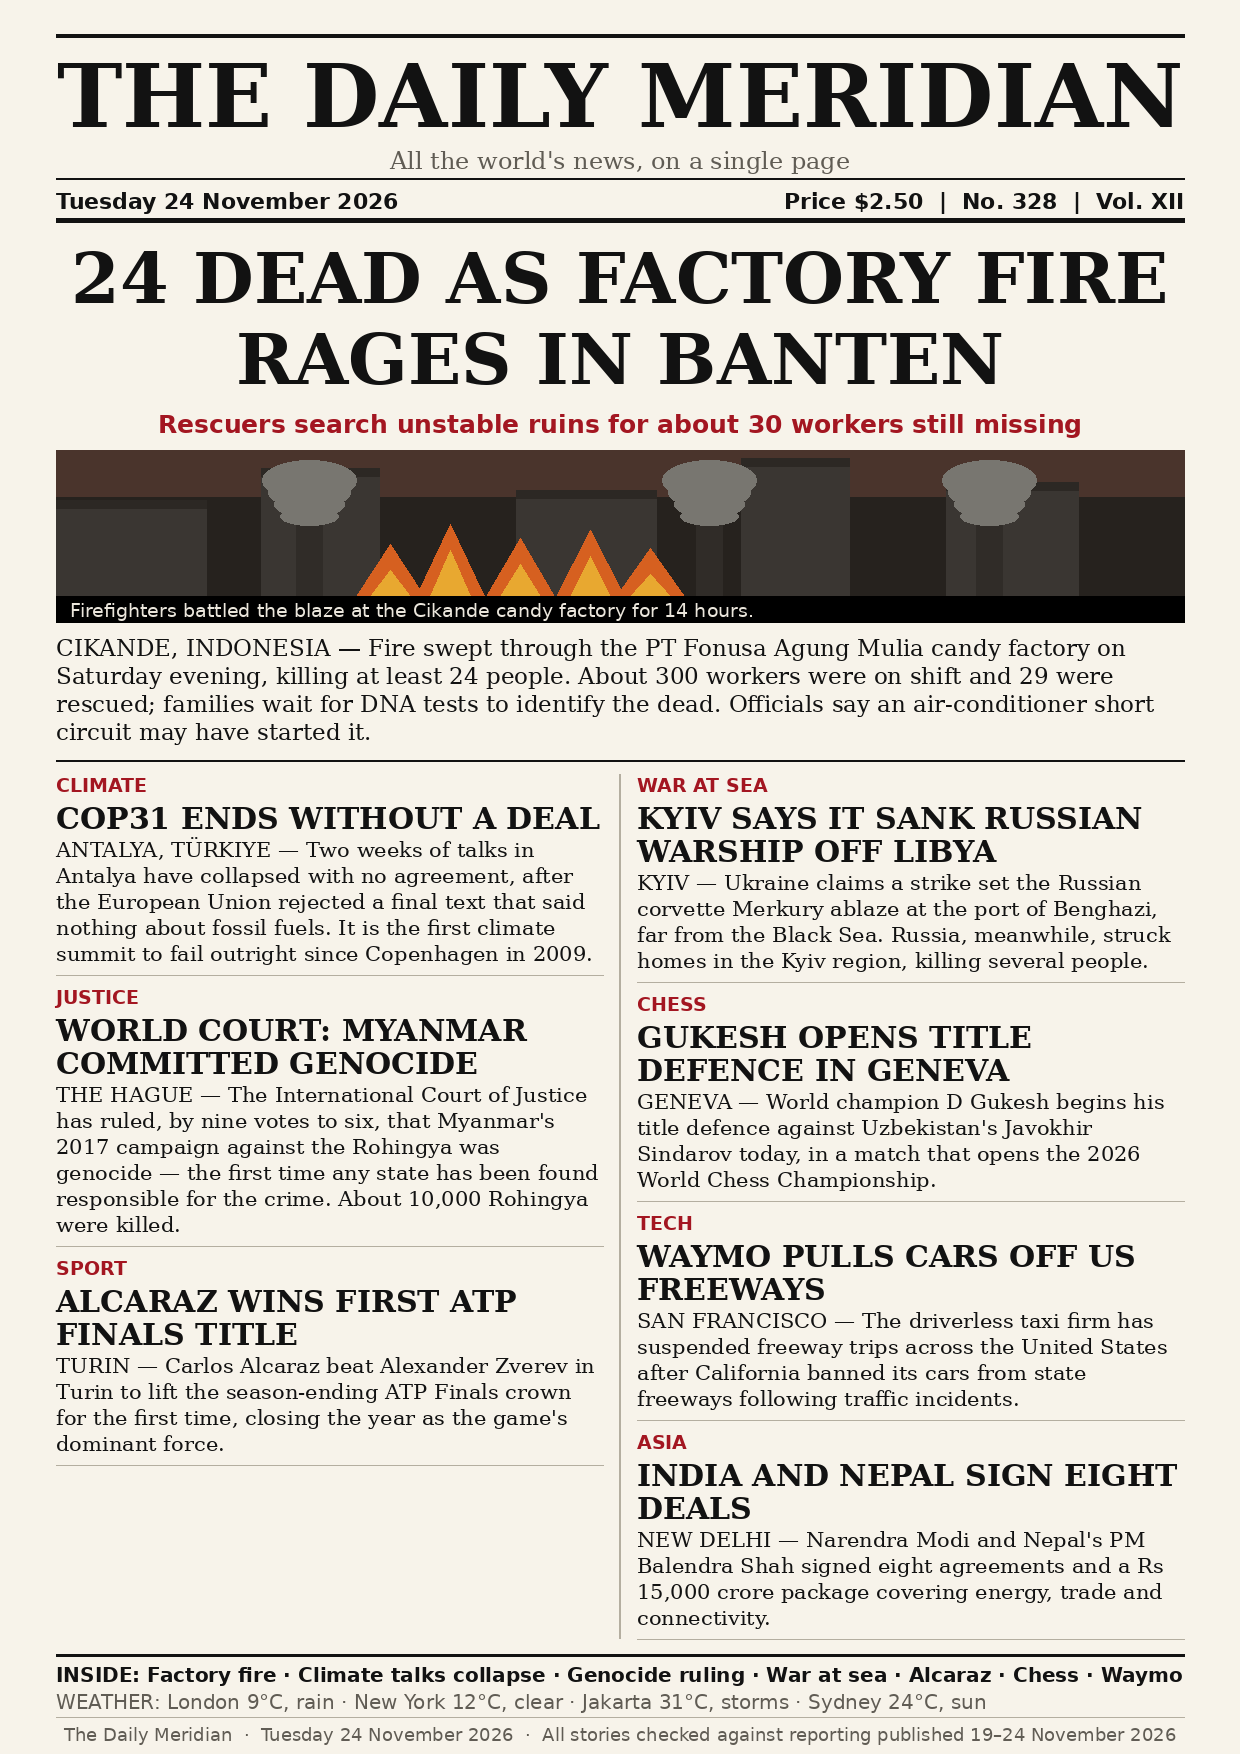 THE DAILY MERIDIAN
All the world's news, on a single page
Tuesday 24 November 2026
Price $2.50 | No. 328 | Vol. XII
24 DEAD AS FACTORY FIRE
RAGES IN BANTEN
Rescuers search unstable ruins for about 30 workers still missing
Firefighters battled the blaze at the Cikande candy factory for 14 hours.
CIKANDE, INDONESIA — Fire swept through the PT Fonusa Agung Mulia candy factory on
Saturday evening, killing at least 24 people. About 300 workers were on shift and 29 were
rescued; families wait for DNA tests to identify the dead. Officials say an air-conditioner short
circuit may have started it.
CLIMATE
COP31 ENDS WITHOUT A DEAL
ANTALYA, TÜRKIYE — Two weeks of talks in
Antalya have collapsed with no agreement, after
the European Union rejected a final text that said
nothing about fossil fuels. It is the first climate
summit to fail outright since Copenhagen in 2009.
JUSTICE
WORLD COURT: MYANMAR
COMMITTED GENOCIDE
THE HAGUE — The International Court of Justice
has ruled, by nine votes to six, that Myanmar's
2017 campaign against the Rohingya was
genocide — the first time any state has been found
responsible for the crime. About 10,000 Rohingya
were killed.
SPORT
ALCARAZ WINS FIRST ATP
FINALS TITLE
TURIN — Carlos Alcaraz beat Alexander Zverev in
Turin to lift the season-ending ATP Finals crown
for the first time, closing the year as the game's
dominant force.
WAR AT SEA
KYIV SAYS IT SANK RUSSIAN
WARSHIP OFF LIBYA
KYIV — Ukraine claims a strike set the Russian
corvette Merkury ablaze at the port of Benghazi,
far from the Black Sea. Russia, meanwhile, struck
homes in the Kyiv region, killing several people.
CHESS
GUKESH OPENS TITLE
DEFENCE IN GENEVA
GENEVA — World champion D Gukesh begins his
title defence against Uzbekistan's Javokhir
Sindarov today, in a match that opens the 2026
World Chess Championship.
TECH
WAYMO PULLS CARS OFF US
FREEWAYS
SAN FRANCISCO — The driverless taxi firm has
suspended freeway trips across the United States
after California banned its cars from state
freeways following traffic incidents.
ASIA
INDIA AND NEPAL SIGN EIGHT
DEALS
NEW DELHI — Narendra Modi and Nepal's PM
Balendra Shah signed eight agreements and a Rs
15,000 crore package covering energy, trade and
connectivity.
INSIDE: Factory fire · Climate talks collapse · Genocide ruling · War at sea · Alcaraz · Chess · Waymo
WEATHER: London 9°C, rain · New York 12°C, clear · Jakarta 31°C, storms · Sydney 24°C, sun
The Daily Meridian · Tuesday 24 November 2026 · All stories checked against reporting published 19–24 November 2026